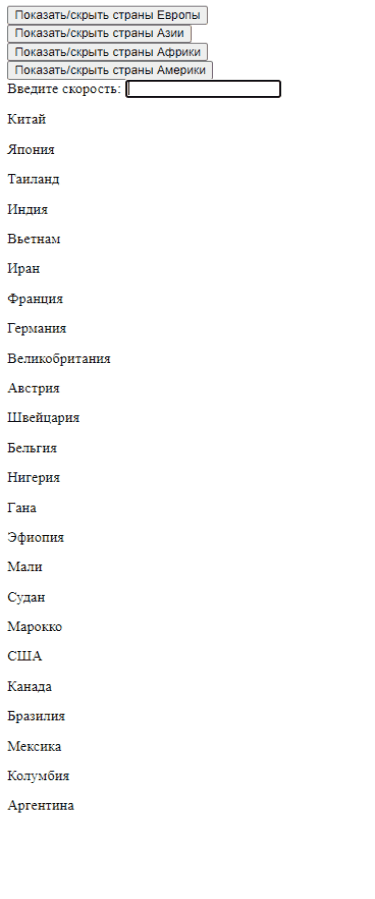 Показать/скрыть страны Европы
Показать/скрыть страны Азии
Показать/скрыть страны Африки
Показать/скрыть страны Америки
Введите скорость:
Китай
Япония
Таиланд
Индия
Вьетнам
Иран
Франция
Германия
Великобритания
Австрия
Швейцария
Бельгия
Нигерия
Гана
Эфиопия
Мали
Судан
Марокко
США
Канада
Бразилия
Мексика
Колумбия
Аргентина